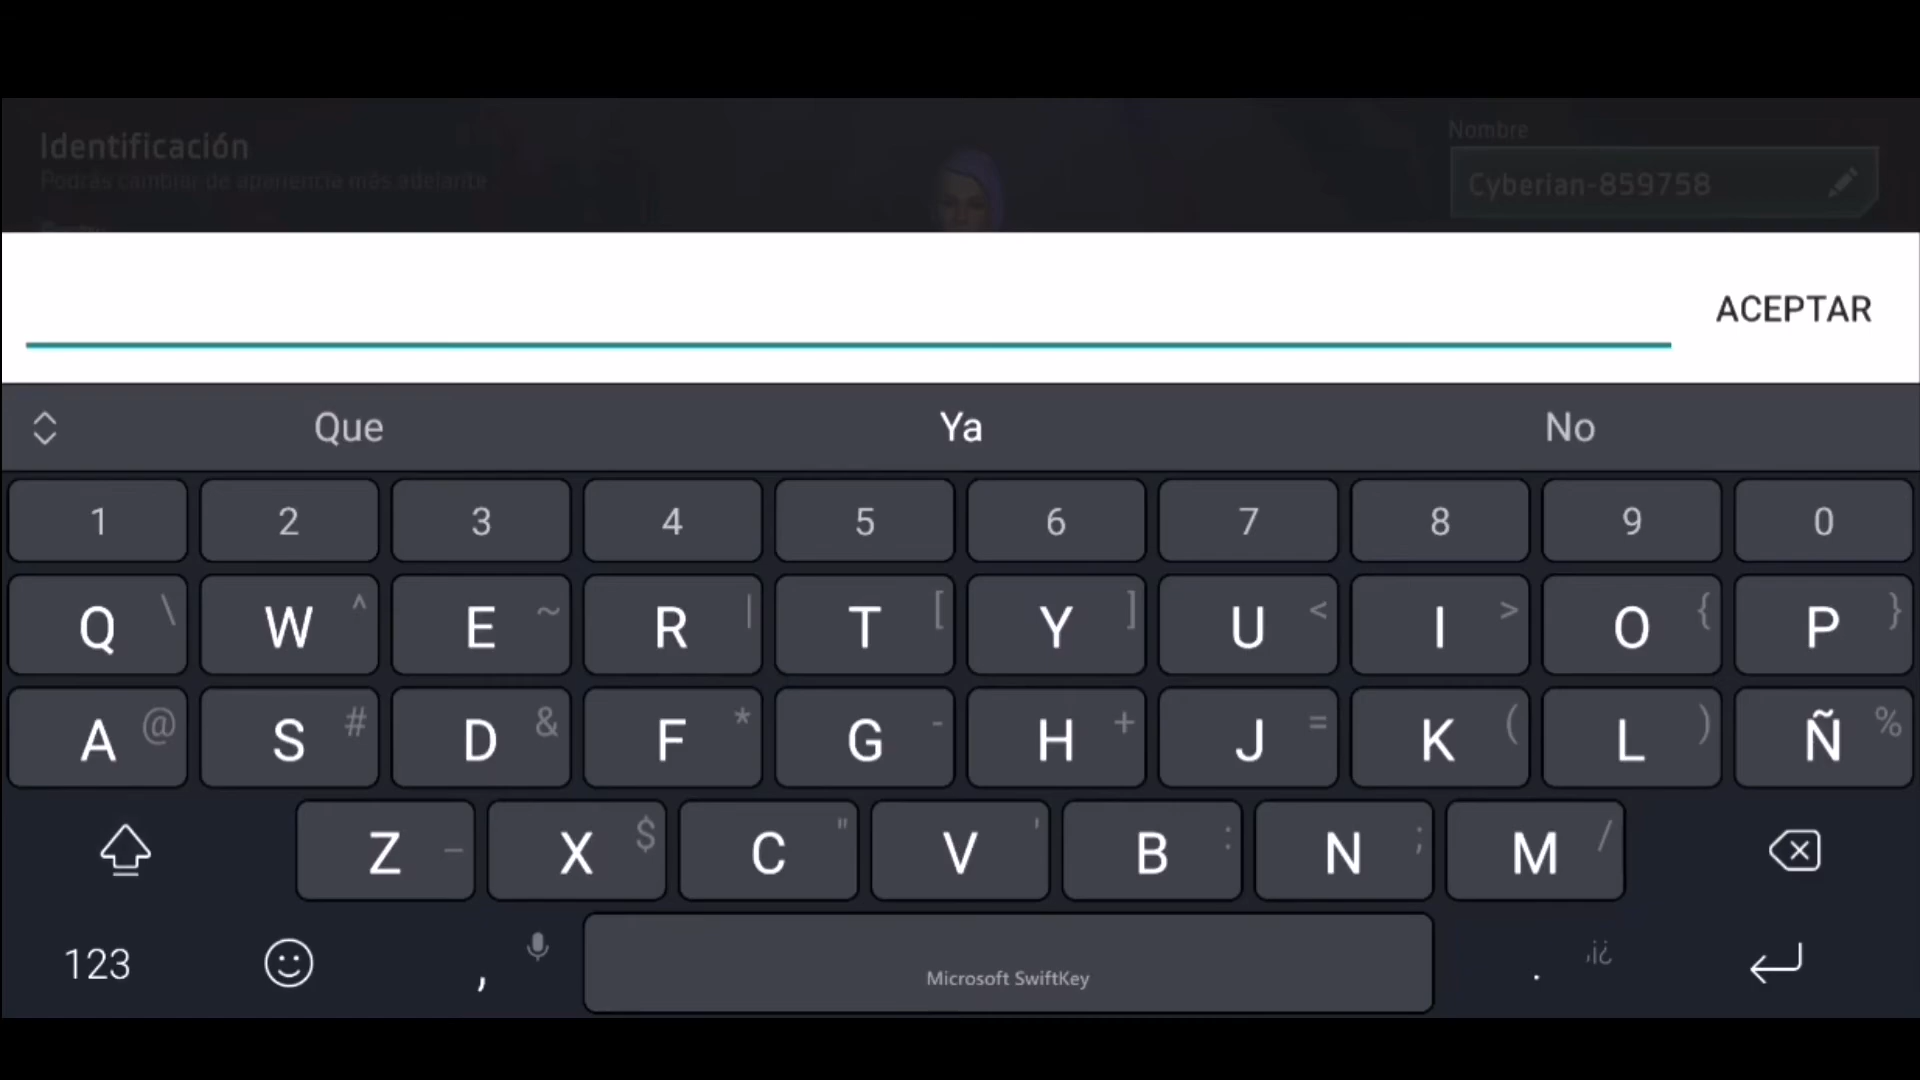 Identificación
Podrás cambiar de apariencia más adelante
Nombre
Cyberian-859758
ACEPTAR
Que Ya No
1 2 3 4 5 6 7 8 9 0
Q \ W ^ E ~ R | T [ Y ] U < I > O { P }
A @ S # D & F * G - H + J = K ( L ) Ñ %
Z _ X $ C " V ' B : N ; M /
123 , Microsoft SwiftKey . ,¡¿